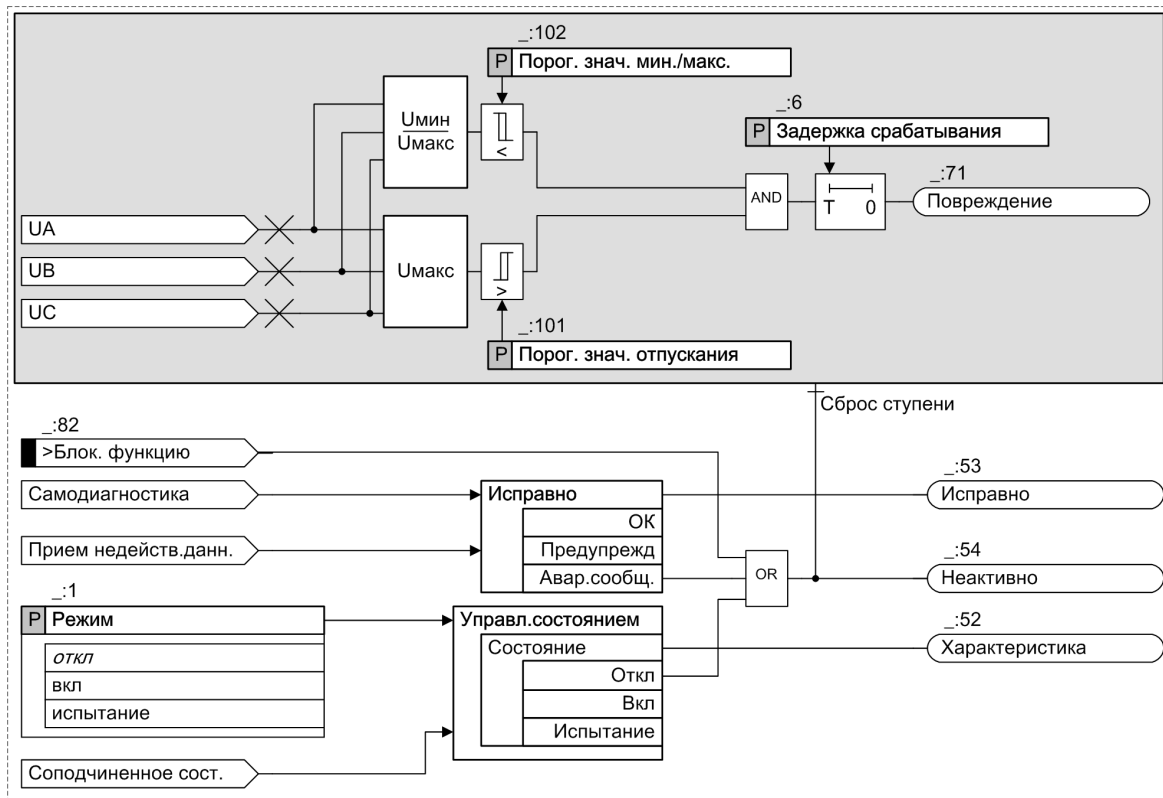 _:102
P Порог. знач. мин./макс.
Uмин
Uмакс
<
_:6
P Задержка срабатывания
T 0
AND
_:71
Повреждение
UA
UB
UC
Uмакс
>
_:101
P Порог. знач. отпускания
Сброс ступени
_:82
>Блок. функцию
Самодиагностика
Прием недейств.данн.
Исправно
ОК
Предупрежд
Авар.сообщ.
OR
_:53
Исправно
_:54
Неактивно
_:52
Характеристика
_:1
P Режим
откл
вкл
испытание
Управл.состоянием
Состояние
Откл
Вкл
Испытание
Соподчиненное сост.